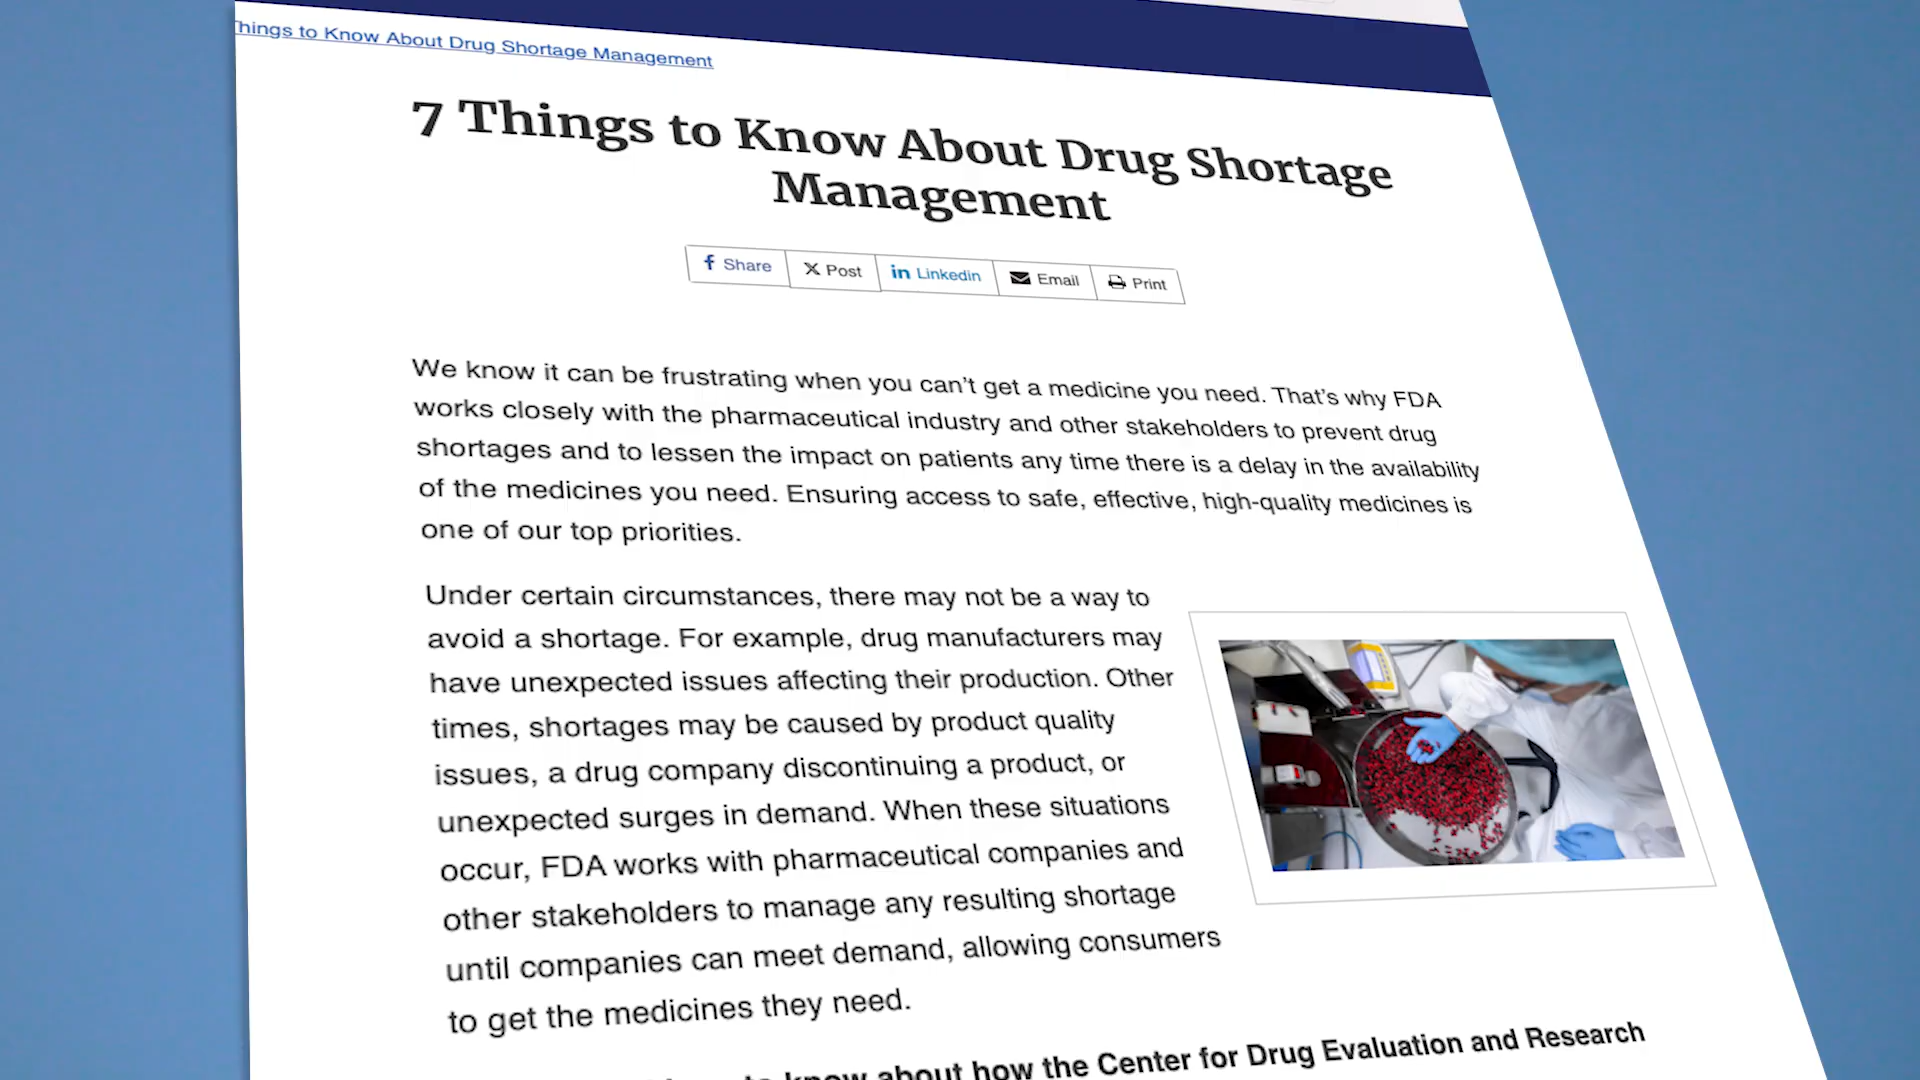 Things to Know About Drug Shortage Management
7 Things to Know About Drug Shortage
Management
Share
Post
in Linkedin
Email
Print
We know it can be frustrating when you can't get a medicine you need. That's why FDA
works closely with the pharmaceutical industry and other stakeholders to prevent drug
shortages and to lessen the impact on patients any time there is a delay in the availability
of the medicines you need. Ensuring access to safe, effective, high-quality medicines is
one of our top priorities.
Under certain circumstances, there may not be a way to
avoid a shortage. For example, drug manufacturers may
have unexpected issues affecting their production. Other
times, shortages may be caused by product quality
issues, a drug company discontinuing a product, or
unexpected surges in demand. When these situations
occur, FDA works with pharmaceutical companies and
other stakeholders to manage any resulting shortage
until companies can meet demand, allowing consumers
to get the medicines they need.
to know about how the Center for Drug Evaluation and Research